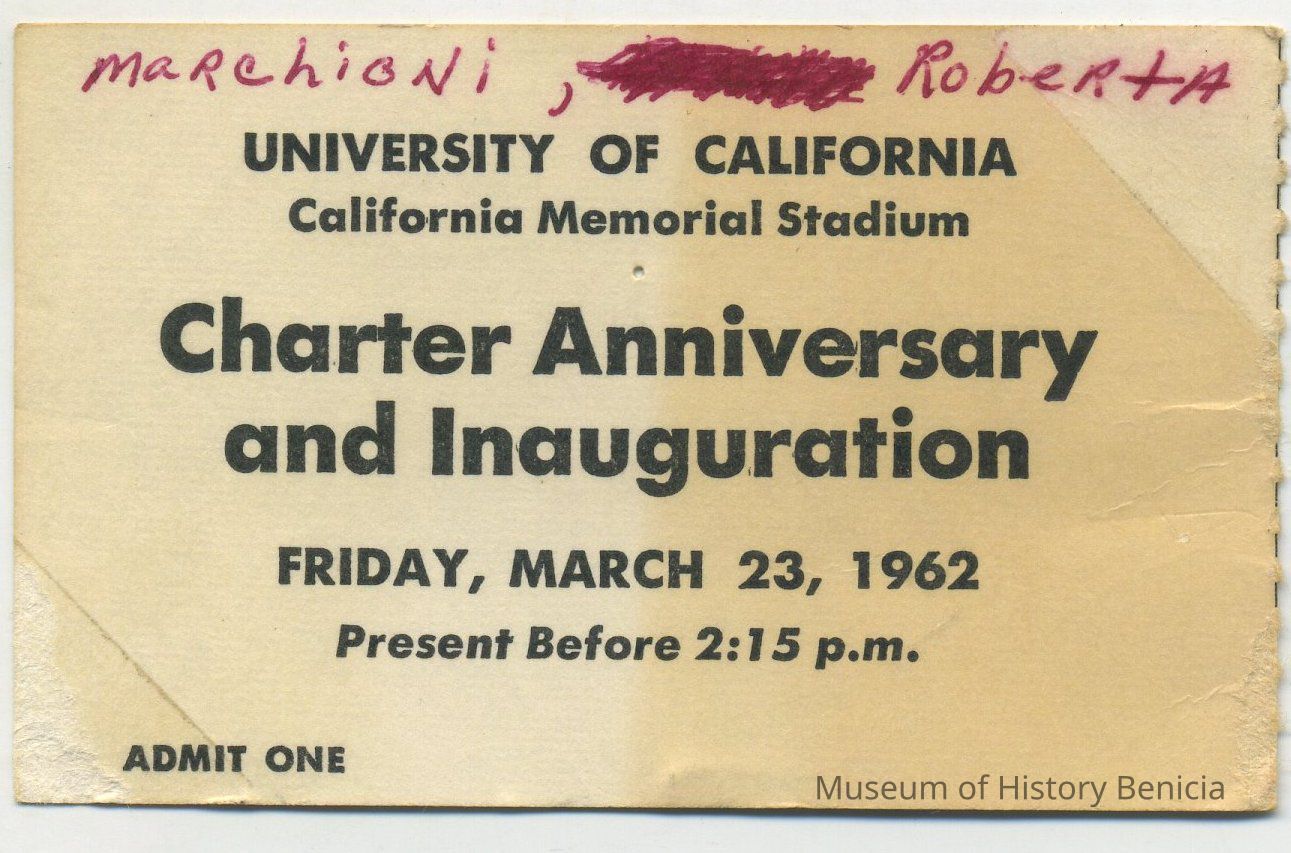 Marchioni, Roberta
UNIVERSITY OF CALIFORNIA
California Memorial Stadium
Charter Anniversary
and Inauguration
FRIDAY, MARCH 23, 1962
Present Before 2:15 p.m.
ADMIT ONE
Museum of History Benicia